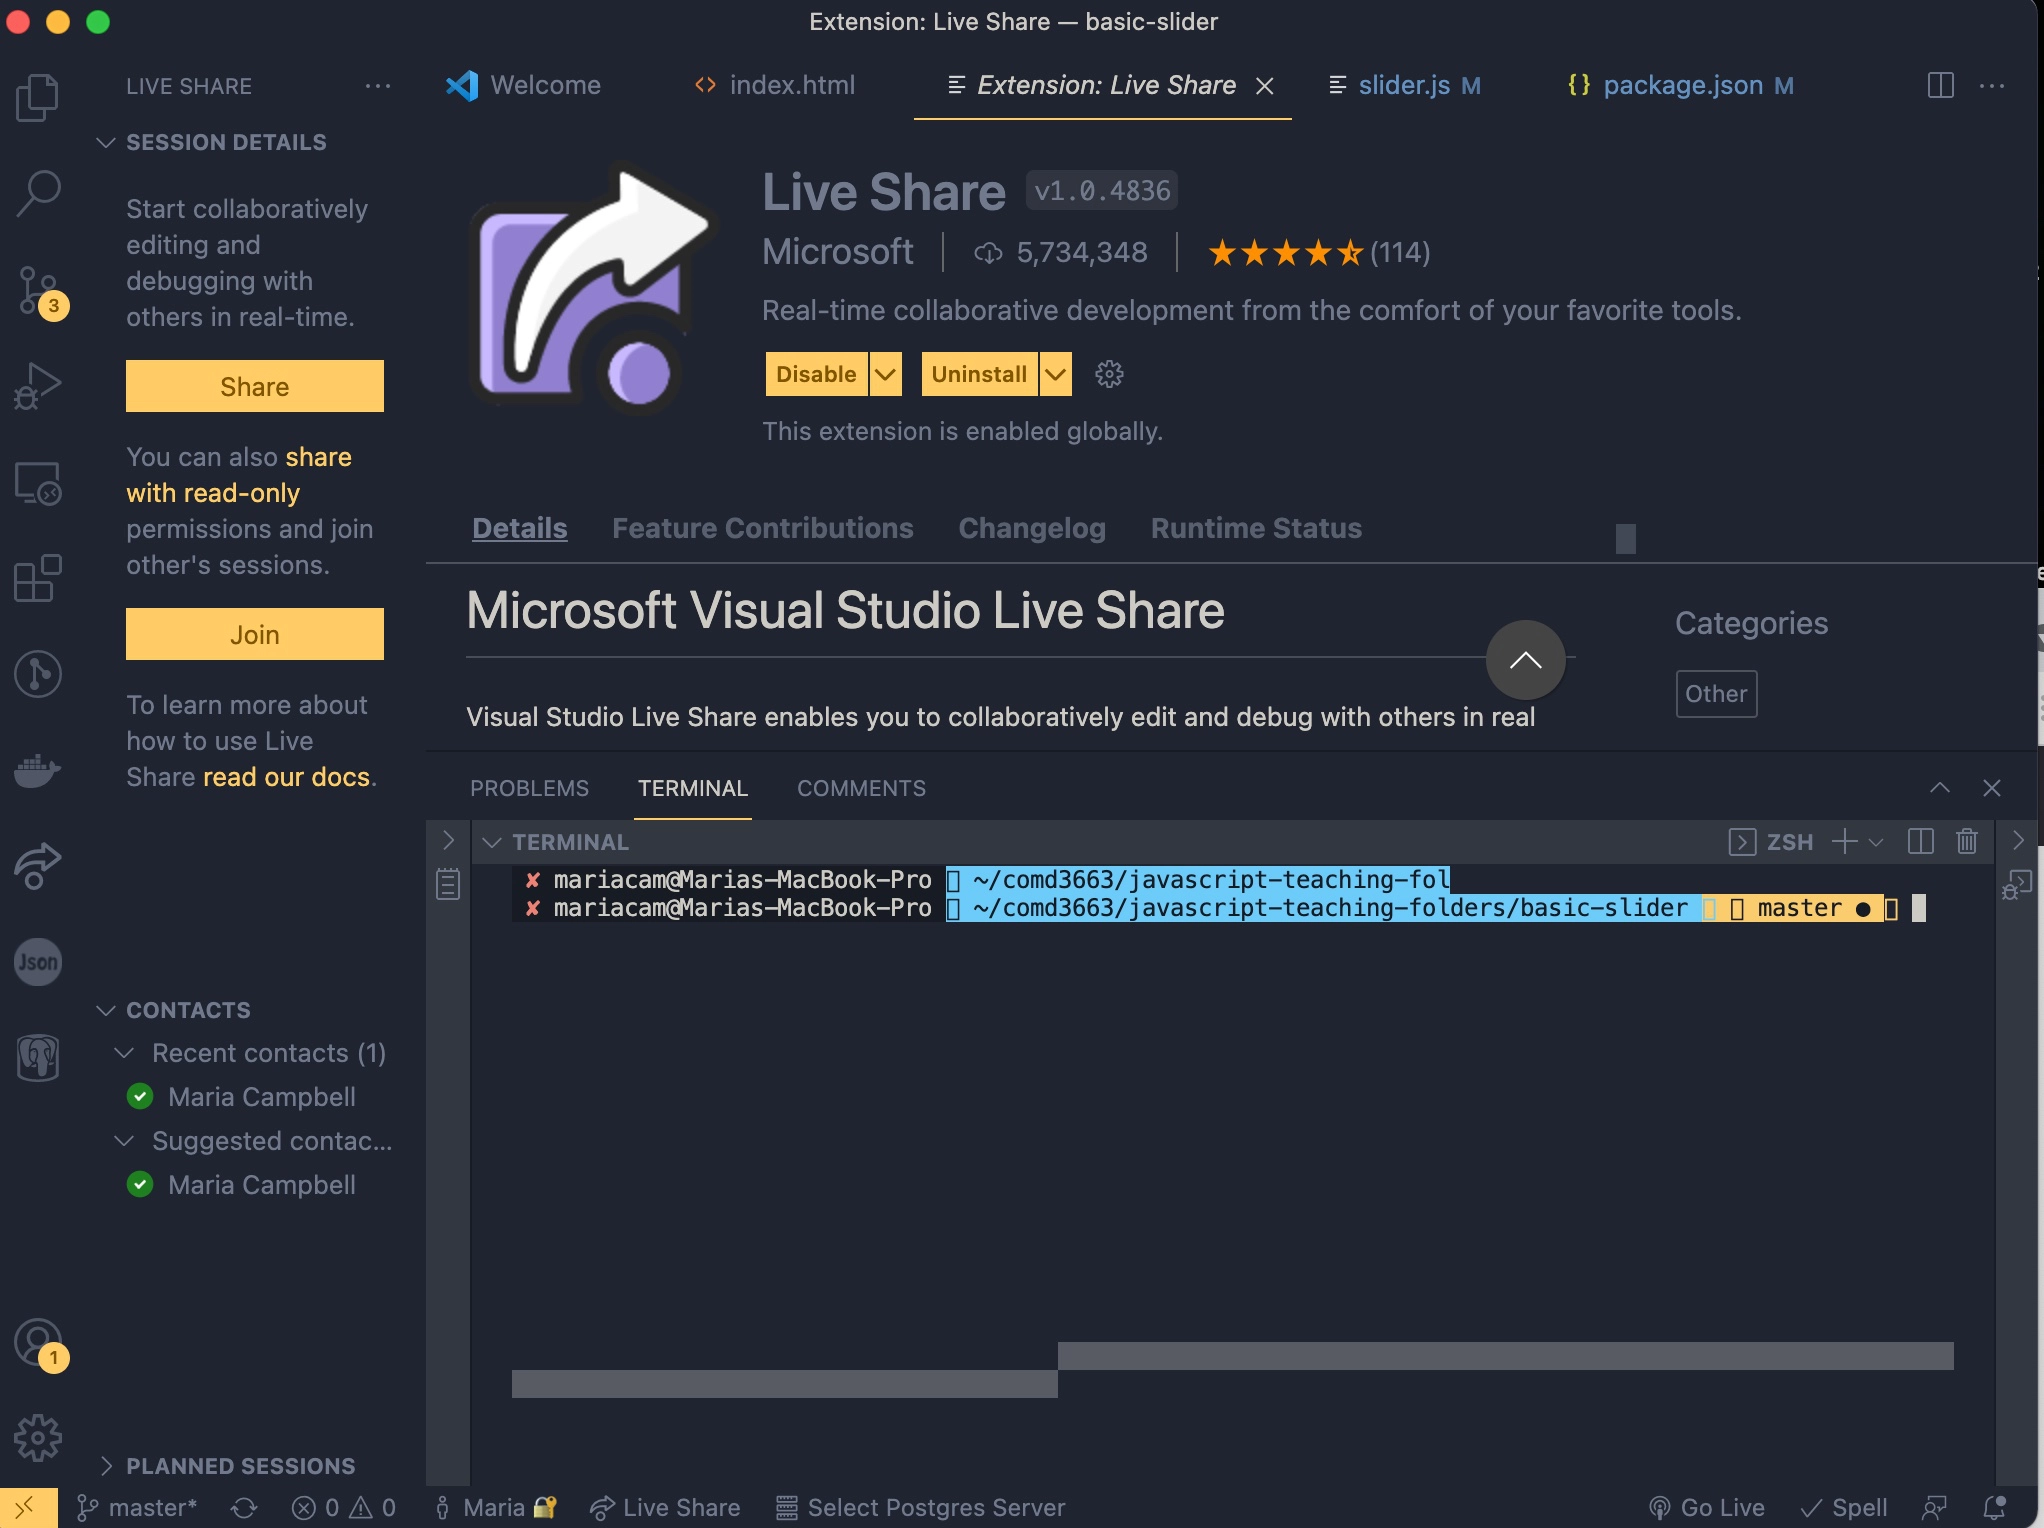 Extension: Live Share — basic-slider
LIVE SHARE
Welcome
index.html
Extension: Live Share
slider.js M
package.json M
SESSION DETAILS
Start collaboratively
editing and
debugging with
others in real-time.
Share
You can also share
with read-only
permissions and join
other's sessions.
Join
To learn more about
how to use Live
Share read our docs.
CONTACTS
Recent contacts (1)
Maria Campbell
Suggested contac...
Maria Campbell
PLANNED SESSIONS
3
Json
1
Live Share v1.0.4836
Microsoft 5,734,348 (114)
Real-time collaborative development from the comfort of your favorite tools.
Disable Uninstall
This extension is enabled globally.
Details Feature Contributions Changelog Runtime Status
Microsoft Visual Studio Live Share
Visual Studio Live Share enables you to collaboratively edit and debug with others in real
Categories
Other
PROBLEMS TERMINAL COMMENTS
TERMINAL
ZSH
✘ mariacam@Marias-MacBook-Pro ~/comd3663/javascript-teaching-fol
✘ mariacam@Marias-MacBook-Pro ~/comd3663/javascript-teaching-folders/basic-slider master ●
master* 0 0 Maria Live Share Select Postgres Server Go Live Spell